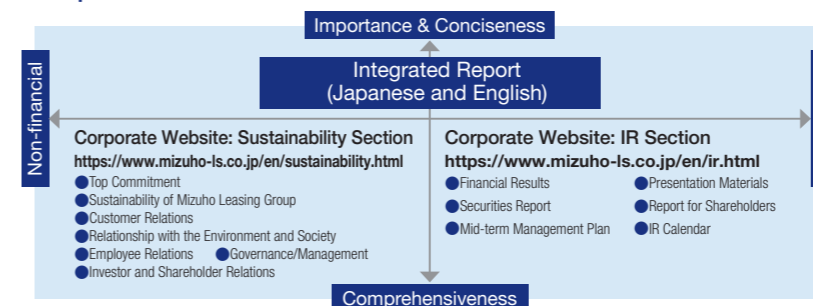 Importance & Conciseness
Integrated Report
(Japanese and English)
Non-financial
Corporate Website: Sustainability Section
https://www.mizuho-ls.co.jp/en/sustainability.html
●Top Commitment
●Sustainability of Mizuho Leasing Group
●Customer Relations
●Relationship with the Environment and Society
●Employee Relations ●Governance/Management
●Investor and Shareholder Relations
Corporate Website: IR Section
https://www.mizuho-ls.co.jp/en/ir.html
●Financial Results ●Presentation Materials
●Securities Report ●Report for Shareholders
●Mid-term Management Plan ●IR Calendar
Comprehensiveness